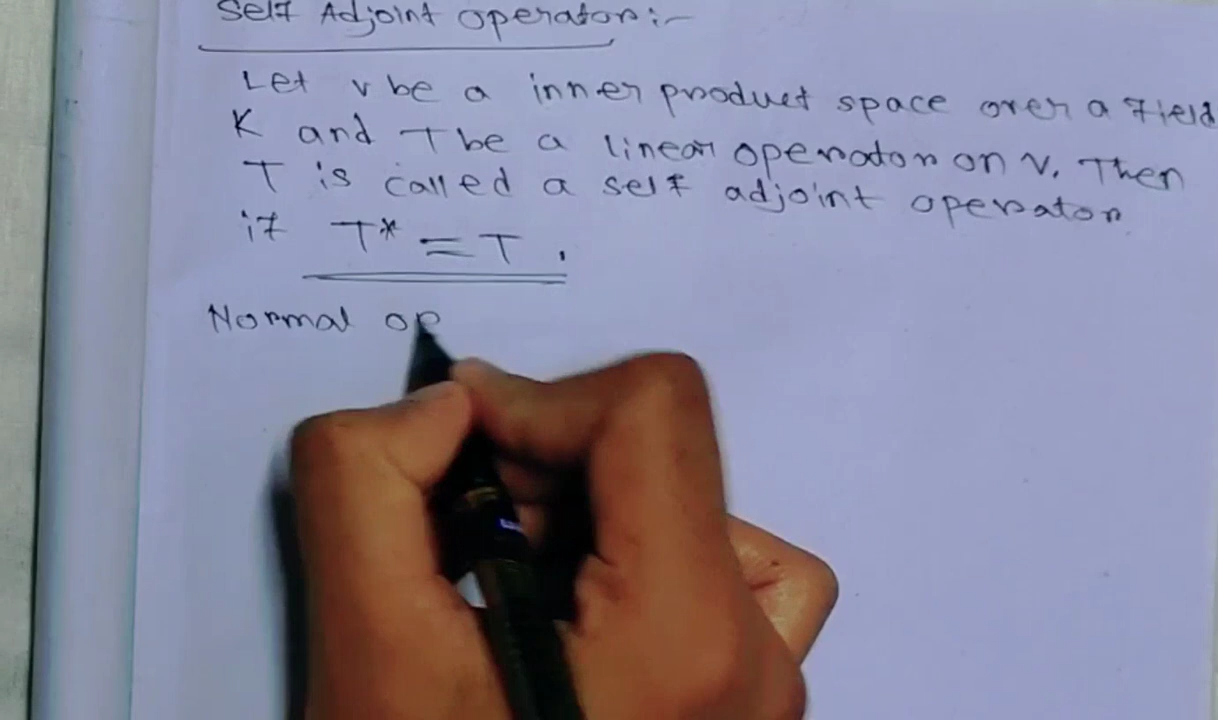 Self Adjoint operator:-
Let v be a inner product space over a field
K and T be a linear operator on v. Then
T is called a self adjoint operator
if T* = T.
Normal op